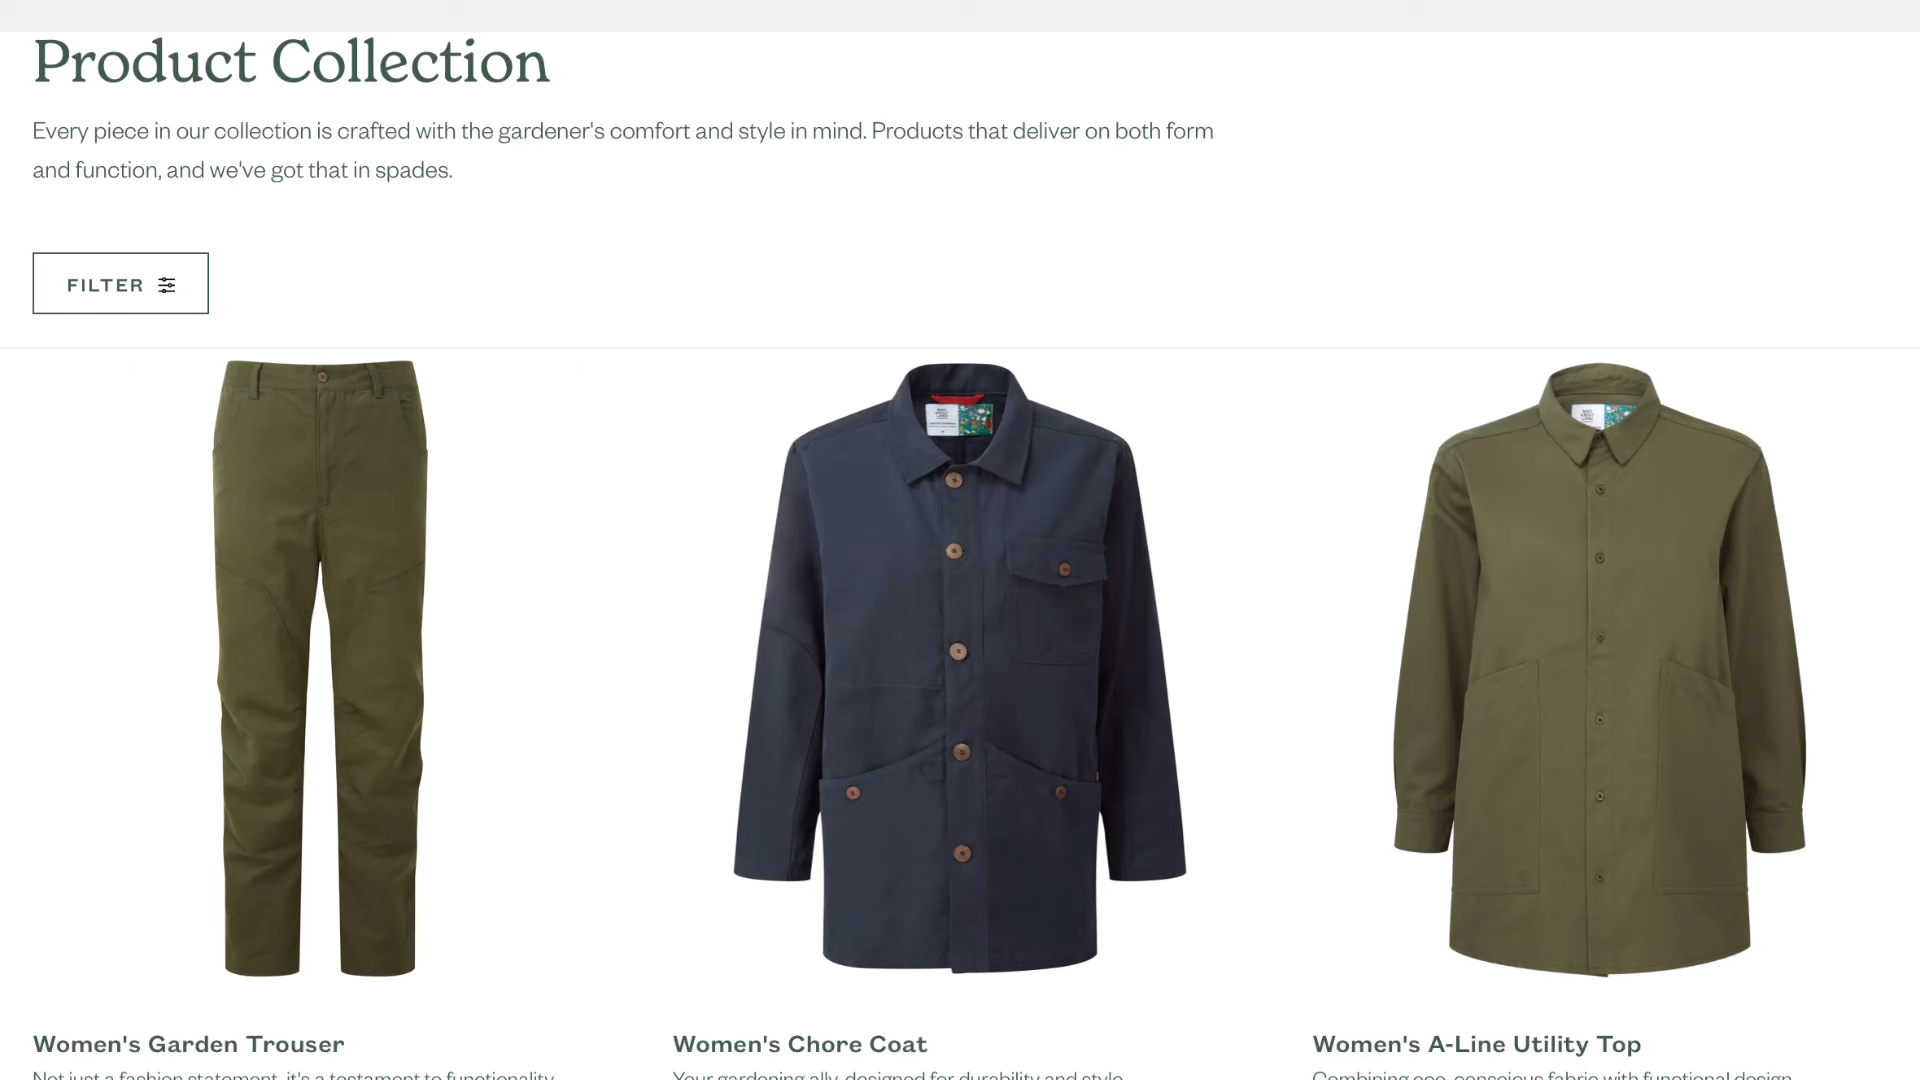 Product Collection
Every piece in our collection is crafted with the gardener's comfort and style in mind. Products that deliver on both form
and function, and we've got that in spades.
FILTER
Women's Garden Trouser
Women's Chore Coat
Women's A-Line Utility Top
Not just a fashion statement, it's a testament to functionality
Your gardening ally, designed for durability and style
Combining eco-conscious fabric with functional design